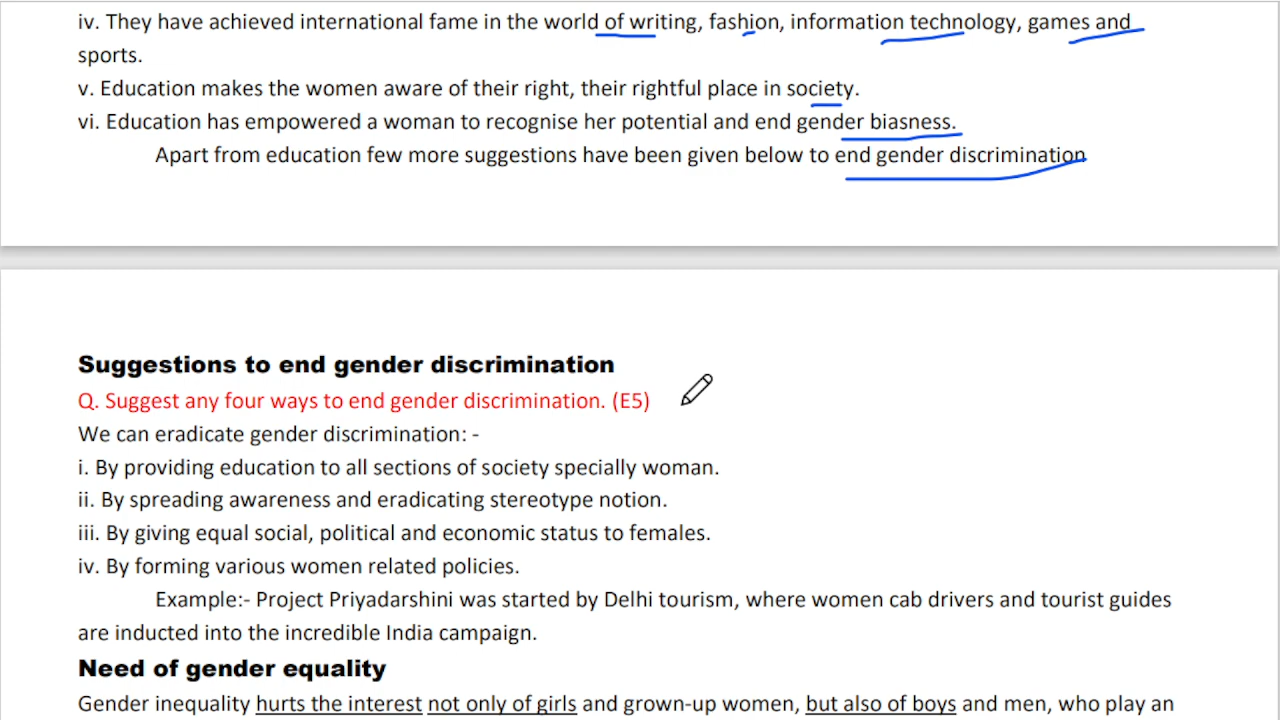 iv. They have achieved international fame in the world of writing, fashion, information technology, games and
sports.
v. Education makes the women aware of their right, their rightful place in society.
vi. Education has empowered a woman to recognise her potential and end gender biasness.
Apart from education few more suggestions have been given below to end gender discrimination
Suggestions to end gender discrimination
Q. Suggest any four ways to end gender discrimination. (E5)
We can eradicate gender discrimination: -
i. By providing education to all sections of society specially woman.
ii. By spreading awareness and eradicating stereotype notion.
iii. By giving equal social, political and economic status to females.
iv. By forming various women related policies.
Example:- Project Priyadarshini was started by Delhi tourism, where women cab drivers and tourist guides
are inducted into the incredible India campaign.
Need of gender equality
Gender inequality hurts the interest not only of girls and grown-up women, but also of boys and men, who play an